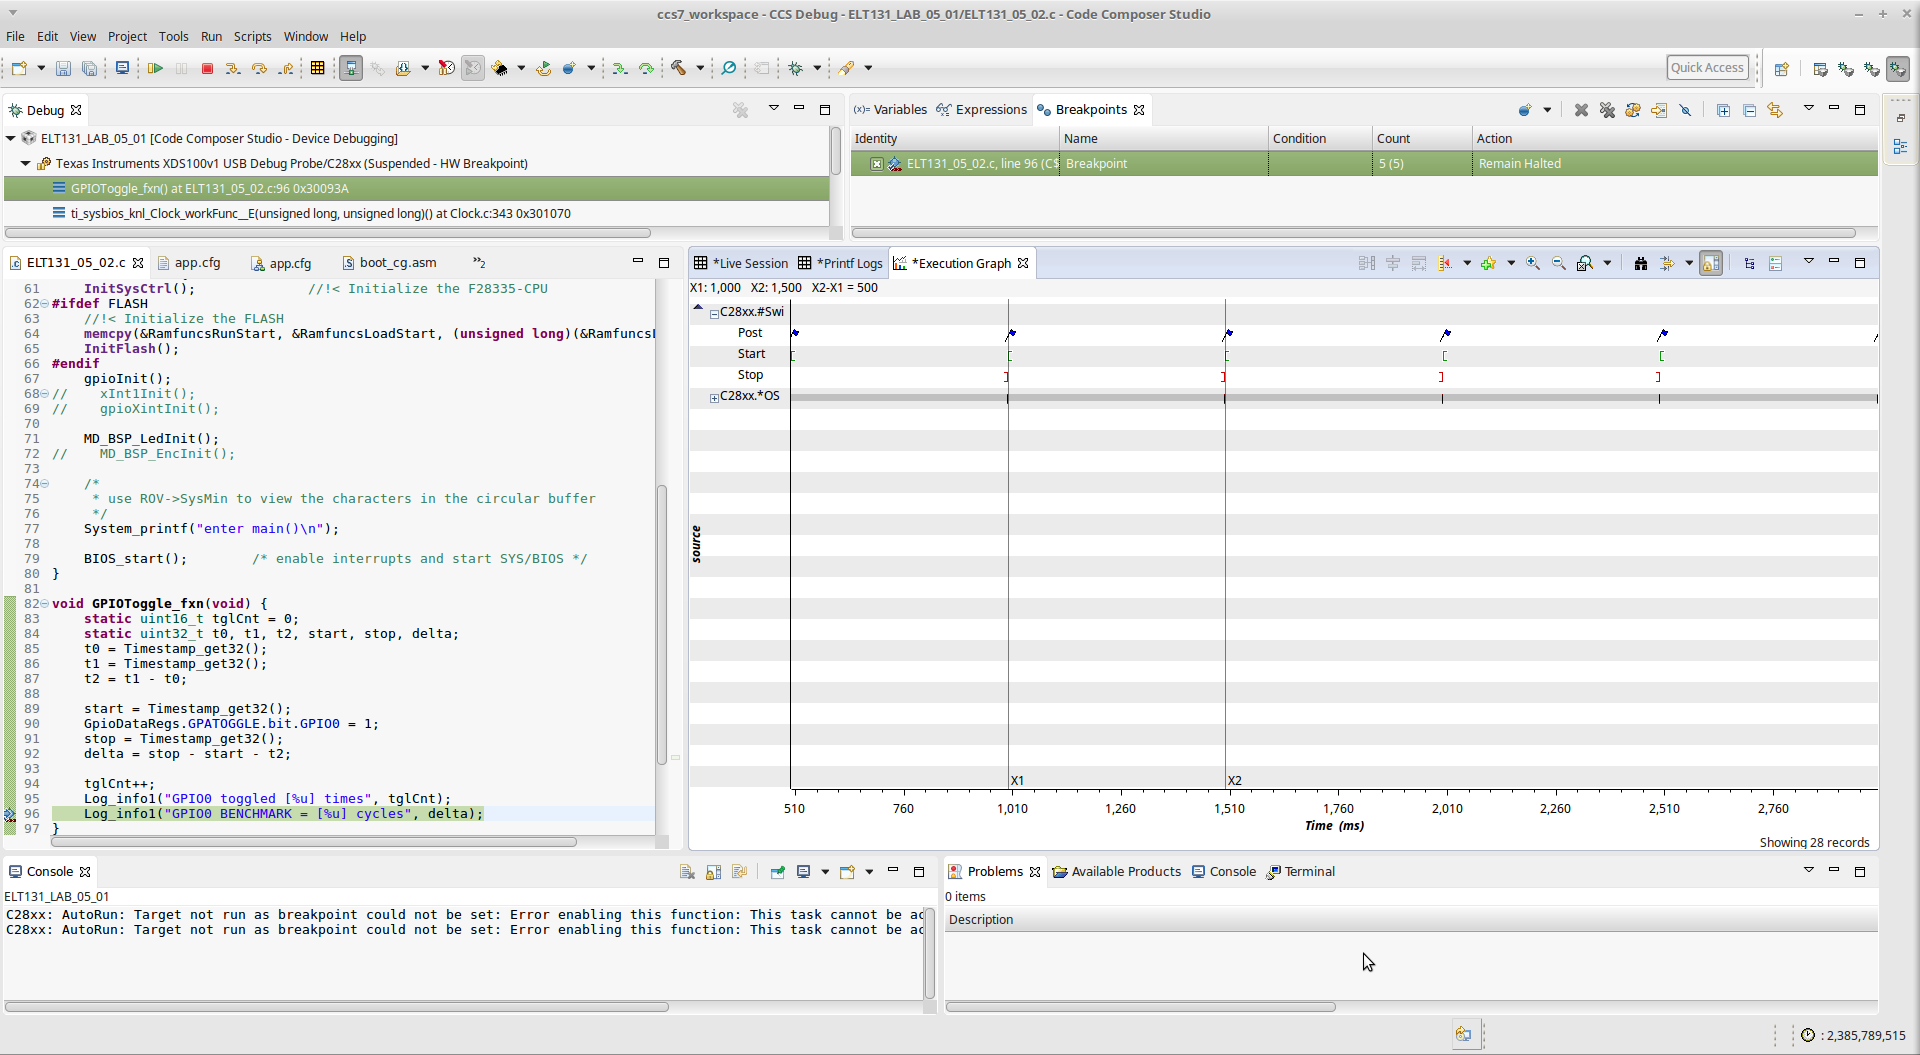 ccs7_workspace - CCS Debug - ELT131_LAB_05_01/ELT131_05_02.c - Code Composer Studio
File Edit View Project Tools Run Scripts Window Help
Quick Access
Debug
ELT131_LAB_05_01 [Code Composer Studio - Device Debugging]
Texas Instruments XDS100v1 USB Debug Probe/C28xx (Suspended - HW Breakpoint)
GPIOToggle_fxn() at ELT131_05_02.c:96 0x30093A
ti_sysbios_knl_Clock_workFunc__E(unsigned long, unsigned long)() at Clock.c:343 0x301070
(x)= Variables Expressions Breakpoints
Identity Name Condition Count Action
ELT131_05_02.c, line 96 (CS Breakpoint 5 (5) Remain Halted
ELT131_05_02.c app.cfg app.cfg boot_cg.asm »2
61 InitSysCtrl(); //!< Initialize the F28335-CPU
62 #ifdef FLASH
63 //!< Initialize the FLASH
64 memcpy(&RamfuncsRunStart, &RamfuncsLoadStart, (unsigned long)(&RamfuncsL
65 InitFlash();
66 #endif
67 gpioInit();
68 // xInt1Init();
69 // gpioXintInit();
70
71 MD_BSP_LedInit();
72 // MD_BSP_EncInit();
73
74 /*
75 * use ROV->SysMin to view the characters in the circular buffer
76 */
77 System_printf("enter main()\n");
78
79 BIOS_start(); /* enable interrupts and start SYS/BIOS */
80 }
81
82 void GPIOToggle_fxn(void) {
83 static uint16_t tglCnt = 0;
84 static uint32_t t0, t1, t2, start, stop, delta;
85 t0 = Timestamp_get32();
86 t1 = Timestamp_get32();
87 t2 = t1 - t0;
88
89 start = Timestamp_get32();
90 GpioDataRegs.GPATOGGLE.bit.GPIO0 = 1;
91 stop = Timestamp_get32();
92 delta = stop - start - t2;
93
94 tglCnt++;
95 Log_info1("GPIO0 toggled [%u] times", tglCnt);
96 Log_info1("GPIO0 BENCHMARK = [%u] cycles", delta);
97 }
*Live Session *Printf Logs *Execution Graph
X1: 1,000 X2: 1,500 X2-X1 = 500
C28xx.#Swi
Post
Start
Stop
C28xx.*OS
source
X1 X2
510 760 1,010 1,260 1,510 1,760 2,010 2,260 2,510 2,760
Time (ms)
Showing 28 records
Console
ELT131_LAB_05_01
C28xx: AutoRun: Target not run as breakpoint could not be set: Error enabling this function: This task cannot be ac
C28xx: AutoRun: Target not run as breakpoint could not be set: Error enabling this function: This task cannot be ac
Problems Available Products Console Terminal
0 items
Description
: 2,385,789,515